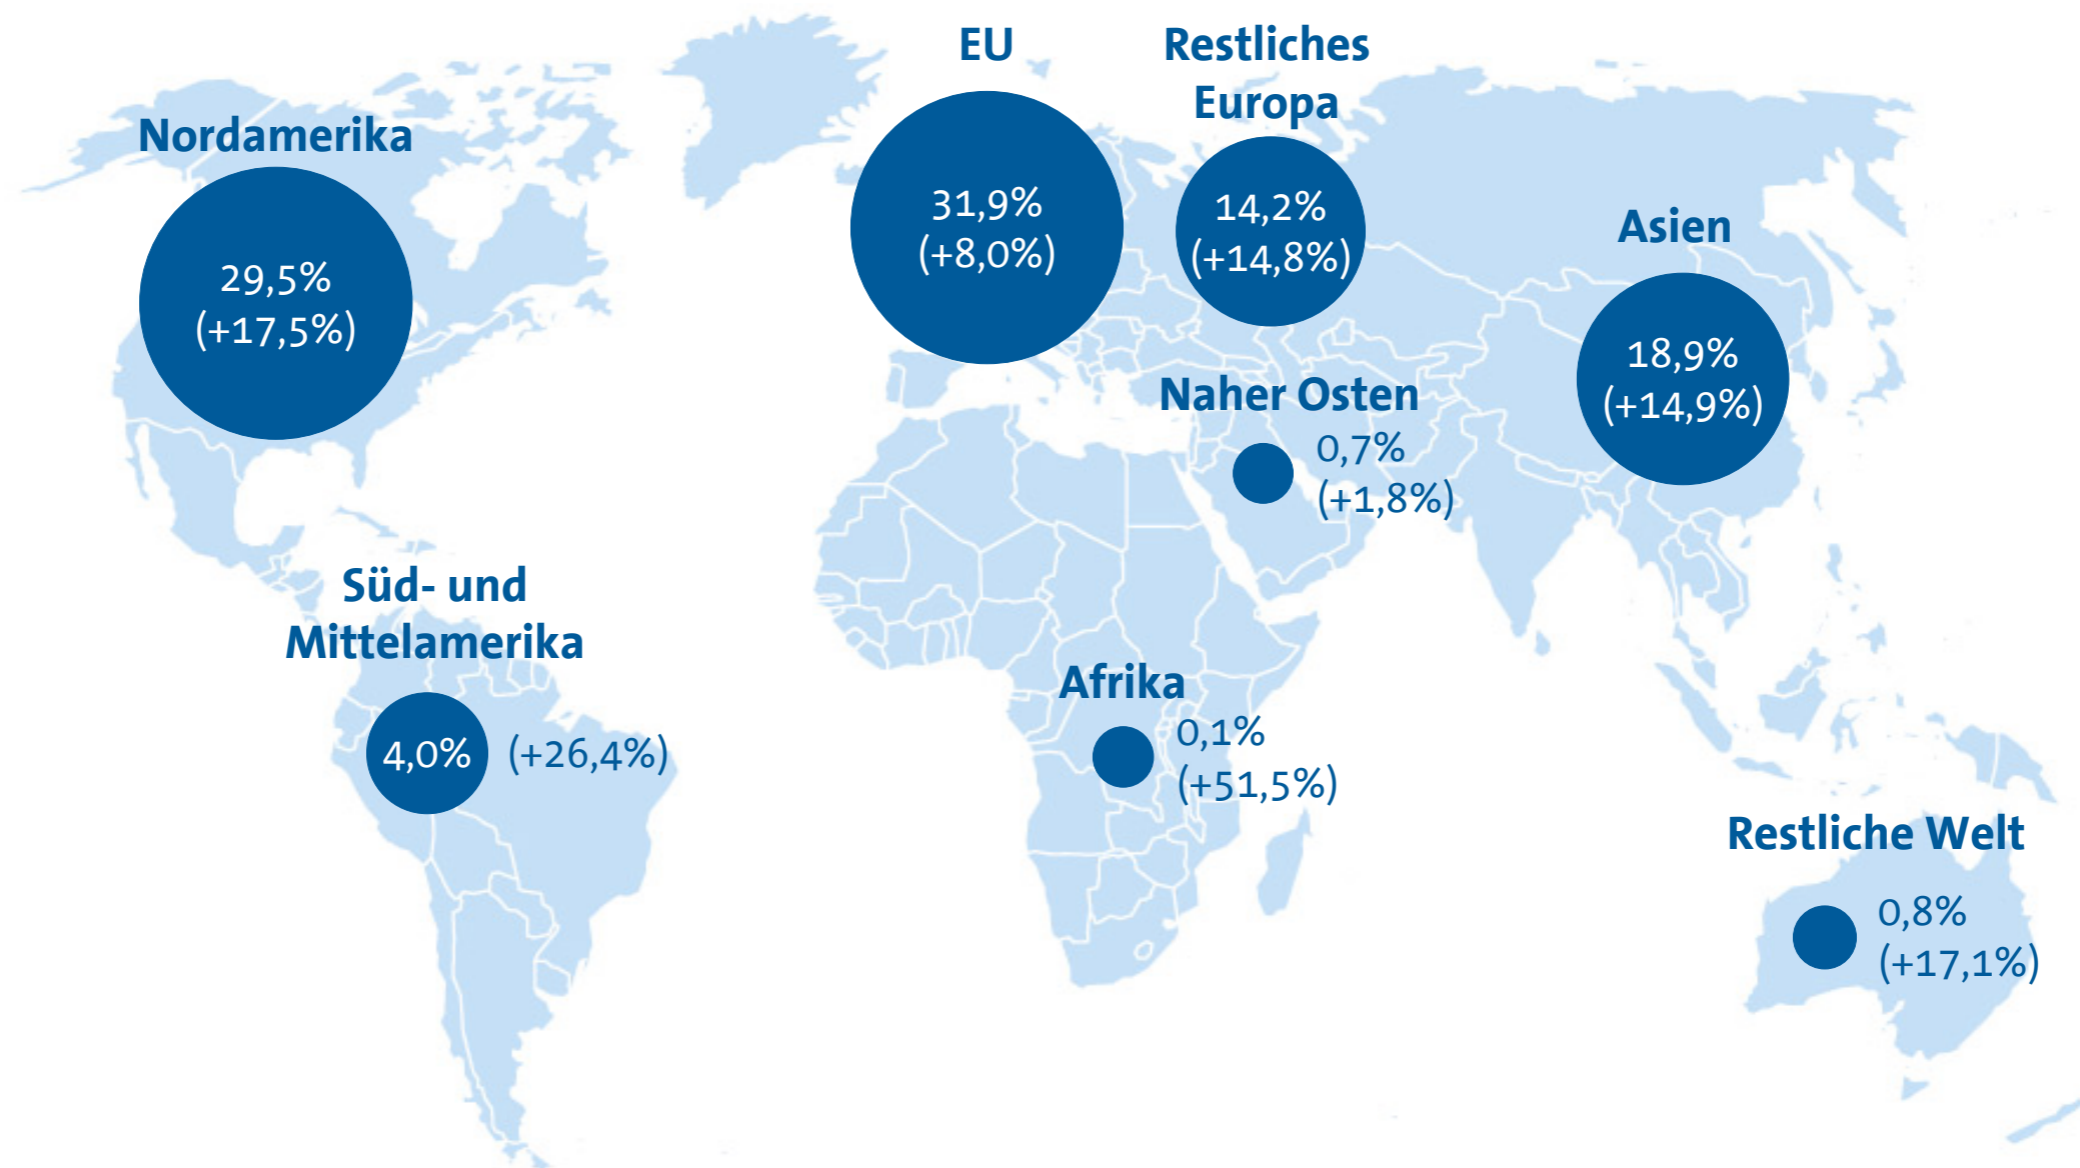 EU
31,9%
(+8,0%)
Restliches
Europa
14,2%
(+14,8%)
Nordamerika
29,5%
(+17,5%)
Asien
18,9%
(+14,9%)
Naher Osten
0,7%
(+1,8%)
Süd- und
Mittelamerika
4,0% (+26,4%)
Afrika
0,1%
(+51,5%)
Restliche Welt
0,8%
(+17,1%)